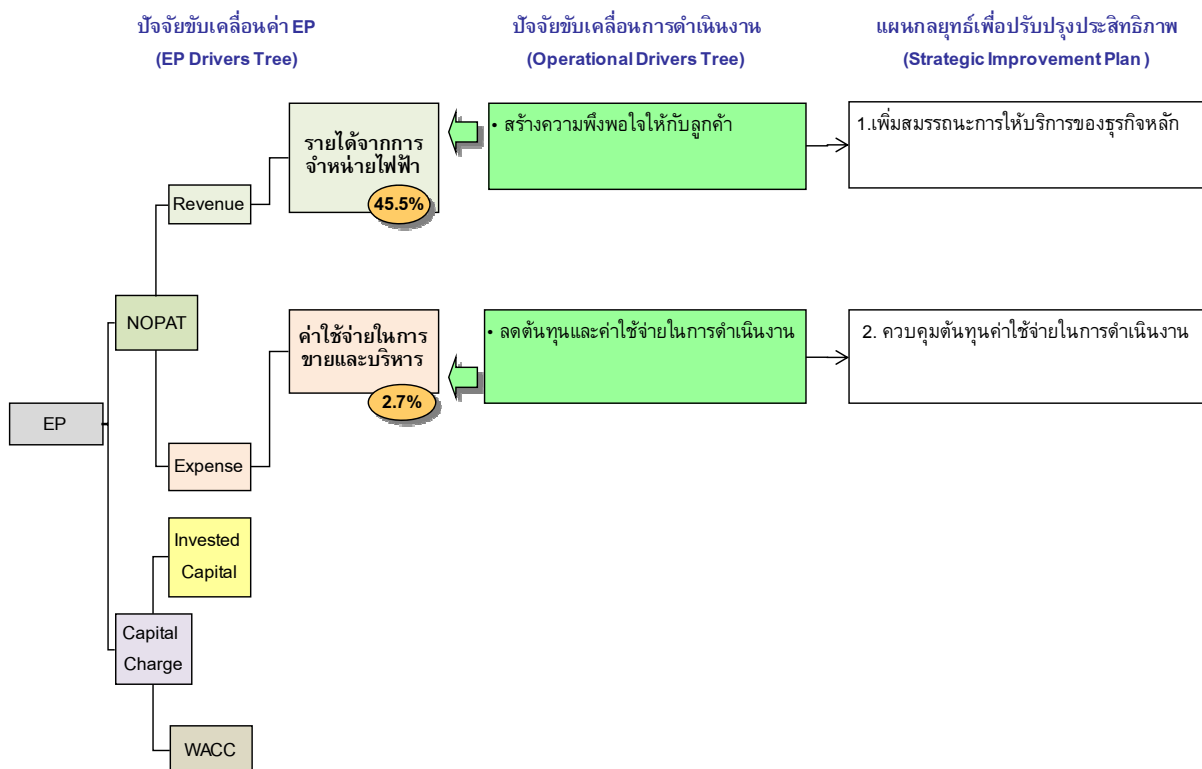 ปัจจัยขับเคลื่อนค่า EP
(EP Drivers Tree)
ปัจจัยขับเคลื่อนการดำเนินงาน
(Operational Drivers Tree)
แผนกลยุทธ์เพื่อปรับปรุงประสิทธิภาพ
(Strategic Improvement Plan )
รายได้จากการ
จำหน่ายไฟฟ้า
45.5%
• สร้างความพึงพอใจให้กับลูกค้า
1.เพิ่มสมรรถนะการให้บริการของธุรกิจหลัก
Revenue
NOPAT
ค่าใช้จ่ายในการ
ขายและบริหาร
2.7%
• ลดต้นทุนและค่าใช้จ่ายในการดำเนินงาน
2. ควบคุมต้นทุนค่าใช้จ่ายในการดำเนินงาน
EP
Expense
Invested
Capital
Capital
Charge
WACC